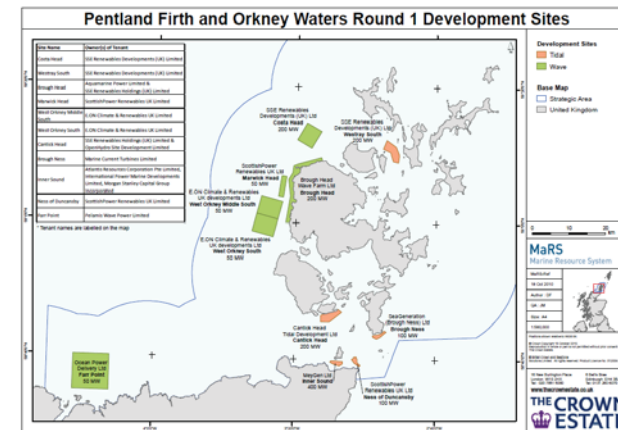 Pentland Firth and Orkney Waters Round 1 Development Sites
Site Name Owner(s) of Tenant
Costa Head SSE Renewables Developments (UK) Limited
Westray South SSE Renewables Developments (UK) Limited
Brough Head Aquamarine Power Limited &
SSE Renewables Holdings (UK) Limited
Marwick Head ScottishPower Renewables UK Limited
West Orkney Middle
South E.ON Climate & Renewables UK Limited
West Orkney South E.ON Climate & Renewables UK Limited
Cantick Head SSE Renewables Holdings (UK) Limited &
OpenHydro Site Development Limited
Brough Ness Marine Current Turbines Limited
Inner Sound Atlantis Resources Corporation Pte Limited,
International Power Marine Developments
Limited, Morgan Stanley Capital Group
Incorporated
Ness of Duncansby ScottishPower Renewables UK Limited
Farr Point Pelamis Wave Power Limited
* Tenant names are labelled on the map
SSE Renewables
Developments (UK) Ltd
Costa Head
200 MW
SSE Renewables
Developments (UK) Ltd
Westray South
200 MW
ScottishPower
Renewables UK Ltd
Marwick Head
50 MW
Brough Head
Wave Farm Ltd
Brough Head
200 MW
E.ON Climate & Renewables
UK developments Ltd
West Orkney Middle South
50 MW
E.ON Climate & Renewables
UK developments Ltd
West Orkney South
50 MW
Cantick Head
Tidal Development Ltd
Cantick Head
200 MW
SeaGeneration
(Brough Ness) Ltd
Brough Ness
100 MW
Ocean Power
Delivery Ltd
Farr Point
50 MW
MeyGen Ltd
Inner Sound
400 MW
ScottishPower
Renewables UK Ltd
Ness of Duncansby
100 MW
Development Sites
Tidal
Wave
Base Map
Strategic Area
United Kingdom
0 10 20
km
MaRS
Marine Resource System
www.thecrownestate.co.uk
THE CROWN
ESTATE